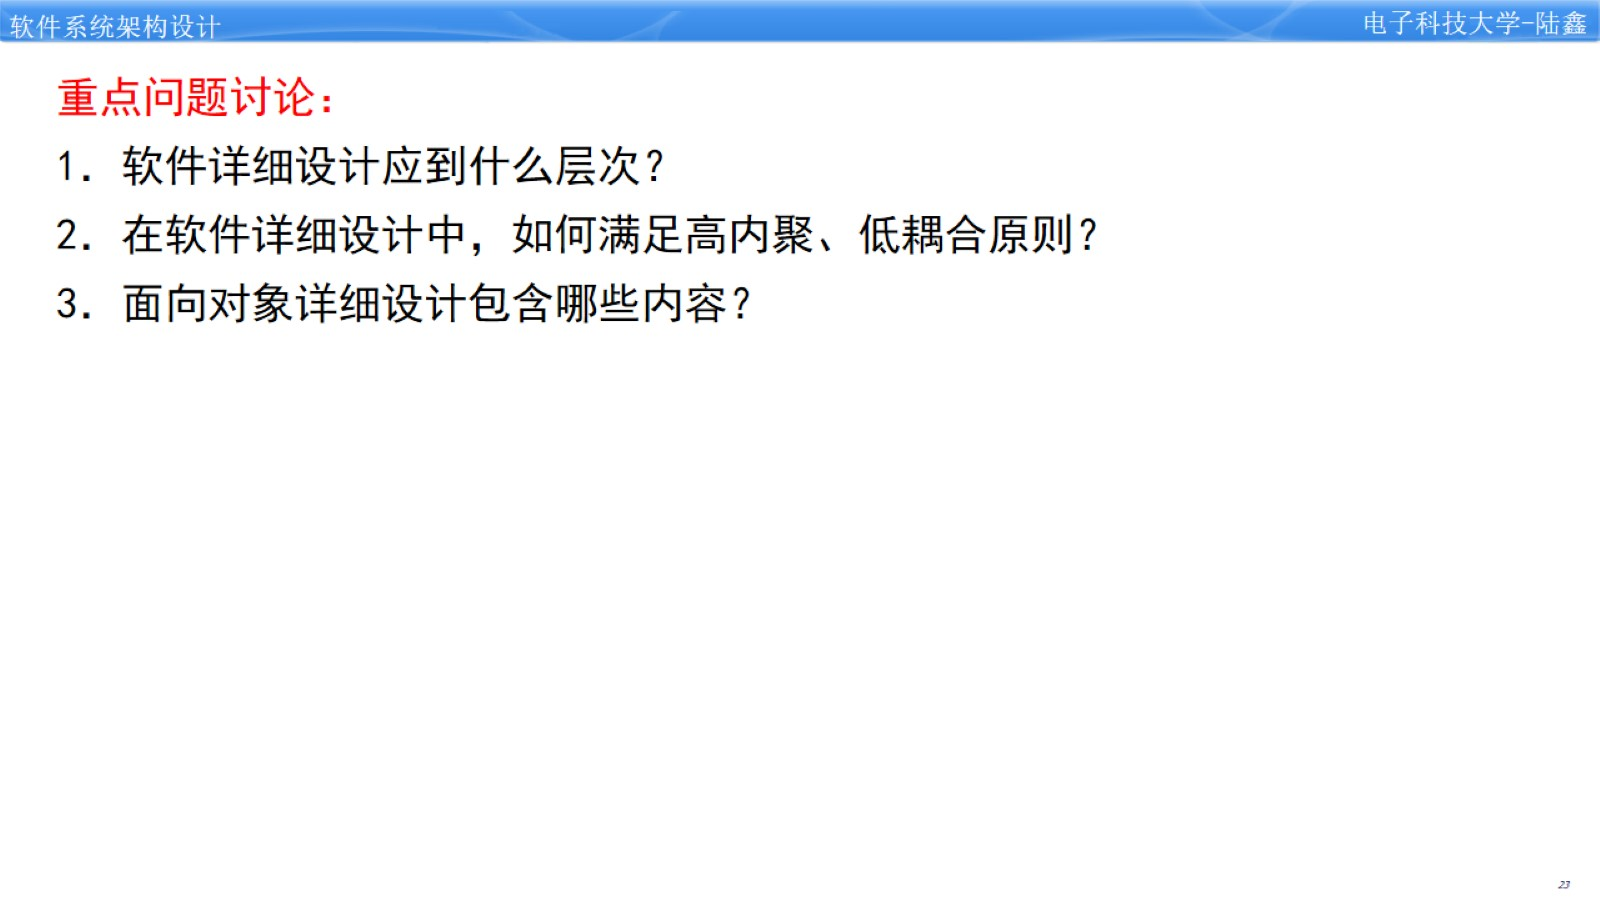 软件系统架构设计
电子科技大学-陆鑫
重点问题讨论：
1. 软件详细设计应到什么层次？
2. 在软件详细设计中，如何满足高内聚、低耦合原则？
3. 面向对象详细设计包含哪些内容？
23